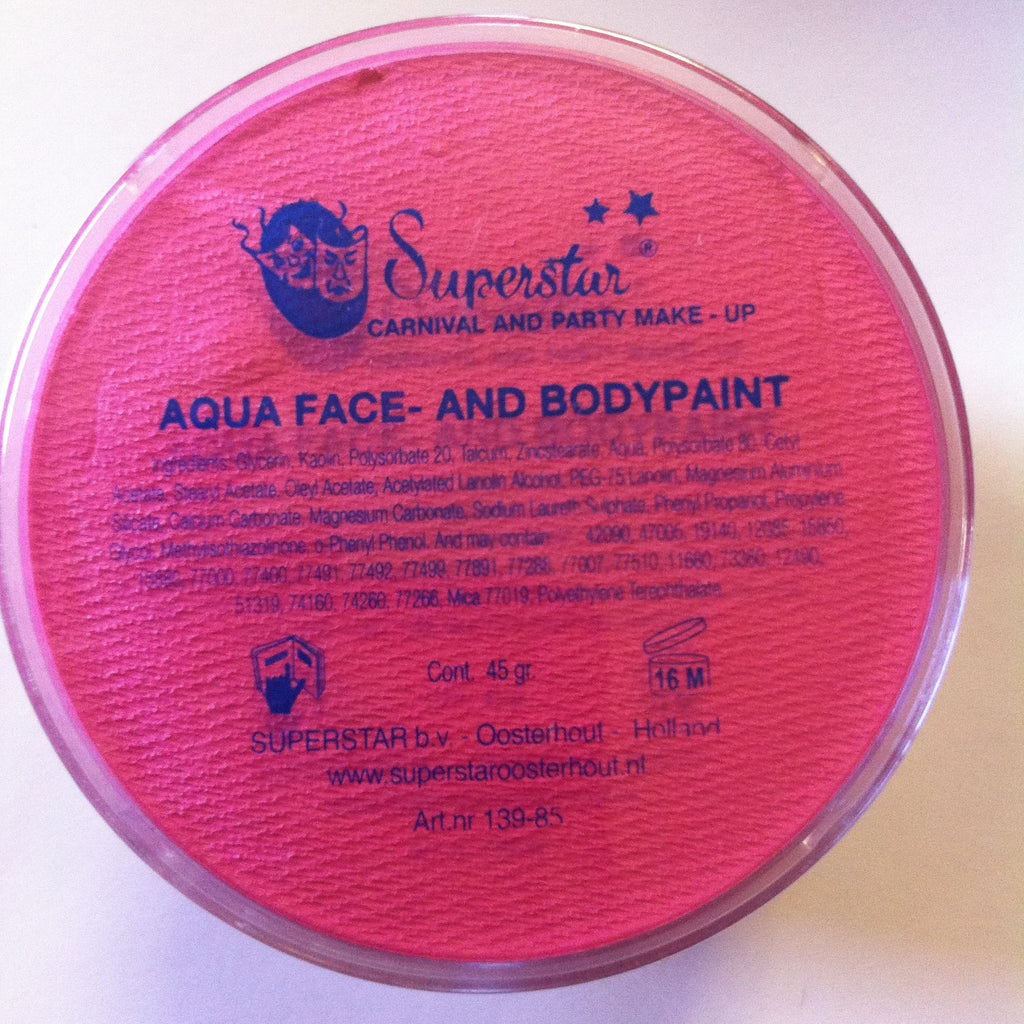 Superstar ®
CARNIVAL AND PARTY MAKE - UP
AQUA FACE- AND BODYPAINT
Ingredients: Glycerin, Kaolin, Polysorbate 20, Talcum, Zincstearate, Aqua, Polysorbate 80, Cetyl
Acetate, Stearyl Acetate, Oleyl Acetate, Acetylated Lanolin Alcohol, PEG-75 Lanolin, Magnesium Aluminium
Silicate, Calcium Carbonate, Magnesium Carbonate, Sodium Laureth Sulphate, Phenyl Propanol, Propylene
Glycol, Methylisothiazolinone, o-Phenyl Phenol. And may contain 42090, 47005, 19140, 12085, 15850,
77000, 77400, 77491, 77492, 77499, 77891, 77288, 77007, 77510, 11680, 73360, 12490,
51319, 74160, 74260, 77266, Mica 77019, Polyethylene Terephthalate
Cont. 45 gr.
16 M
SUPERSTAR b.v. - Oosterhout - Holland
www.superstaroosterhout.nl
Art.nr 139-85